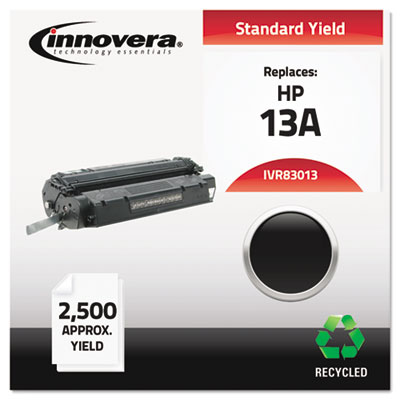 innovera
technology essentials
Standard Yield
Replaces:
HP
13A
IVR83013
2,500
APPROX.
YIELD
RECYCLED